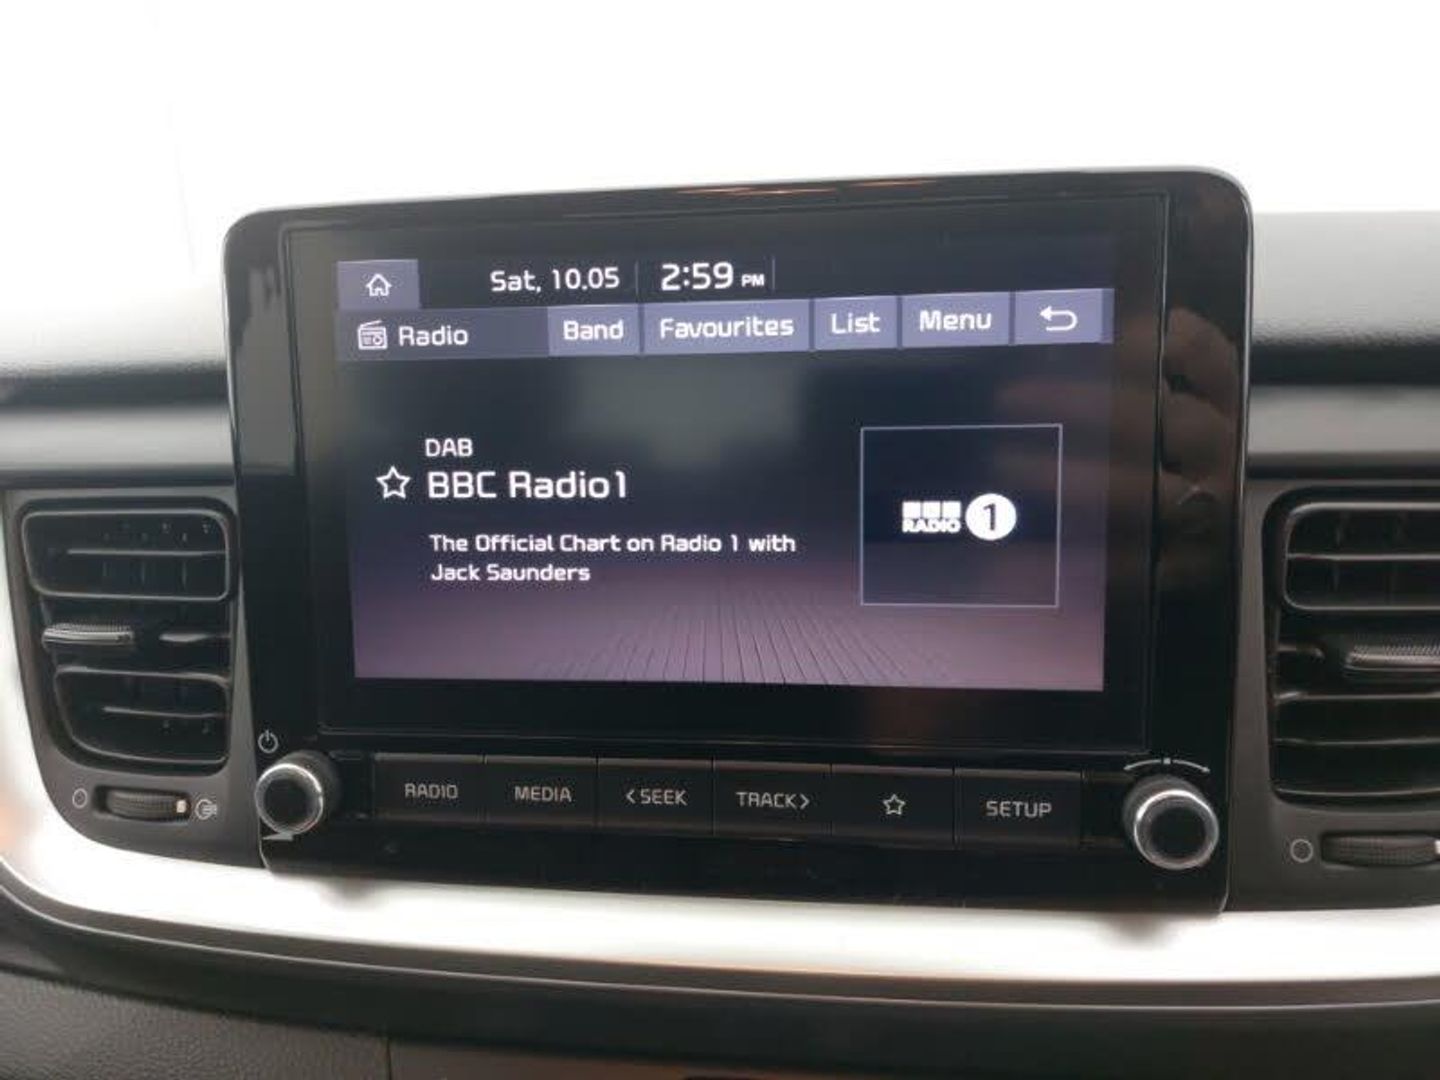 Sat, 10.05 2:59 PM
Radio Band Favourites List Menu
DAB
BBC Radio1
The Official Chart on Radio 1 with
Jack Saunders
RADIO 1
RADIO MEDIA <SEEK TRACK> SETUP